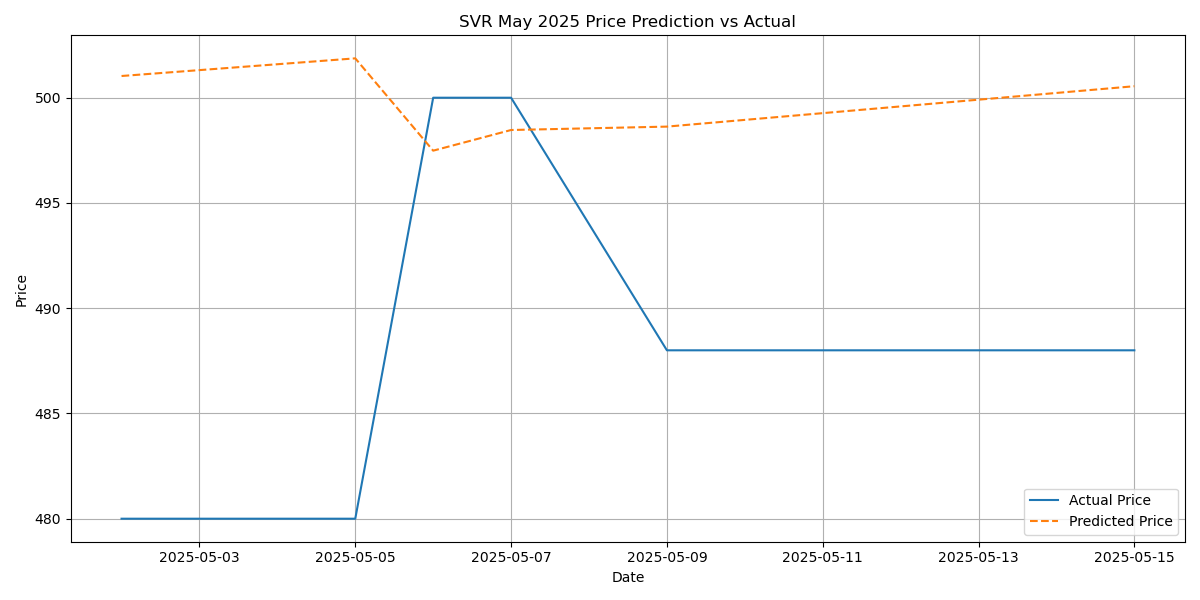 SVR May 2025 Price Prediction vs Actual
Price
500
495
490
485
480
Actual Price
Predicted Price
2025-05-03 2025-05-05 2025-05-07 2025-05-09 2025-05-11 2025-05-13 2025-05-15
Date